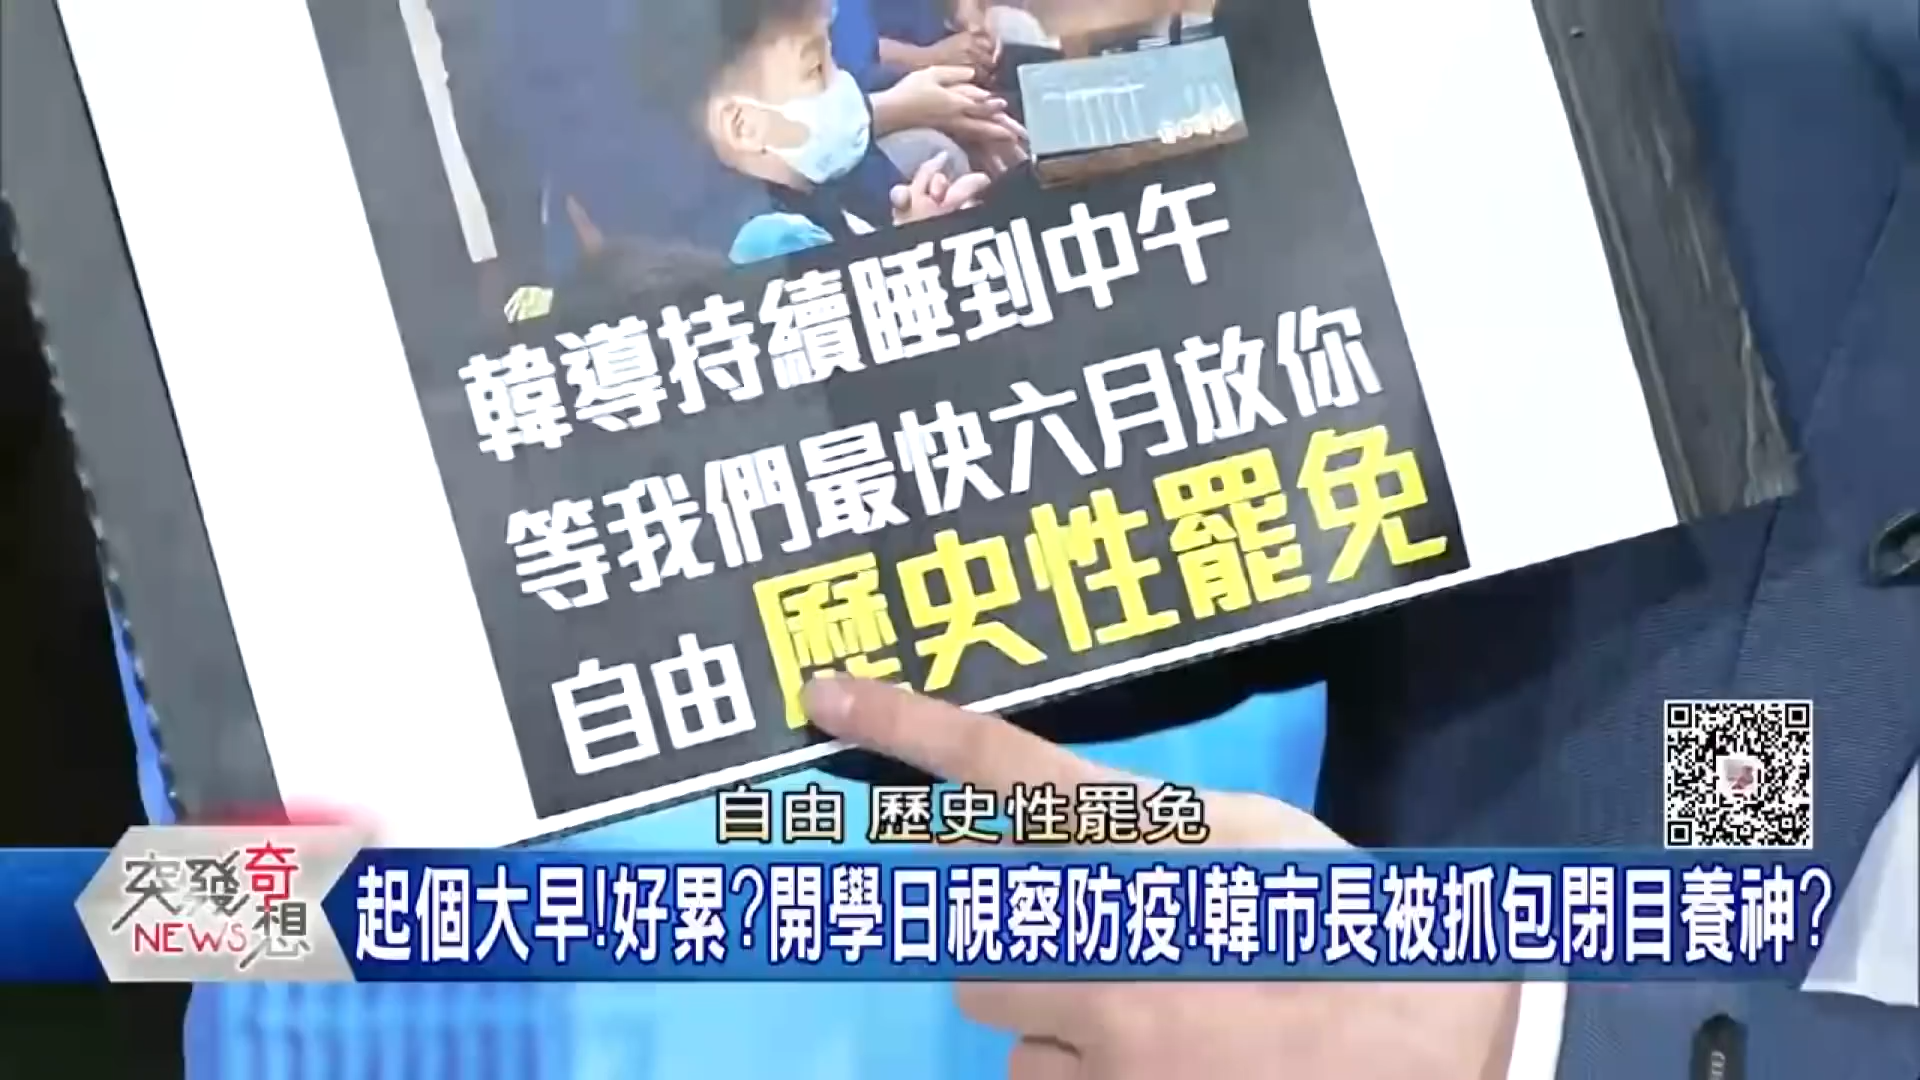 韓導持續睡到中午
等我們最快六月放你
自由 歷史性罷免
自由 歷史性罷免
突發奇想
NEWS
起個大早!好累?開學日視察防疫!韓市長被抓包閉目養神?